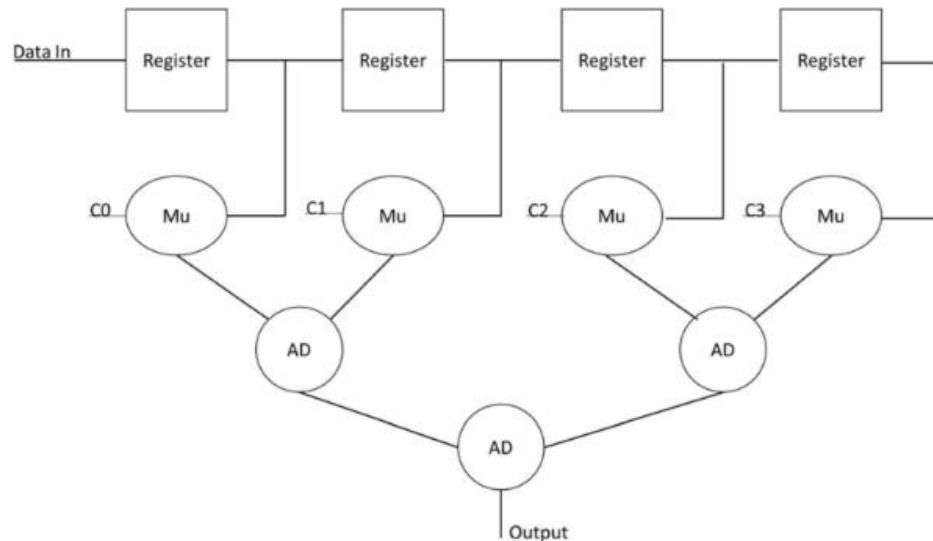 Data In
Register
Register
Register
Register
C0
Mu
C1
Mu
C2
Mu
C3
Mu
AD
AD
AD
Output